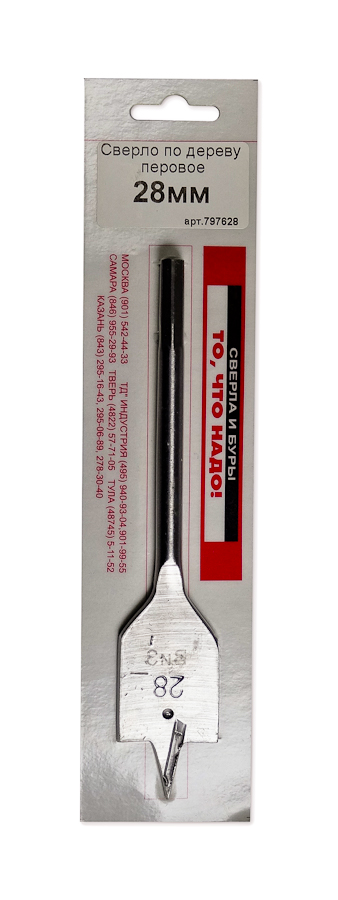 Сверло по дереву
перовое
28мм
арт.797628
МОСКВА (901) 542-44-33 ТД" ИНДУСТРИЯ (495) 940-93-04,901-99-55
САМАРА (846) 955-29-93 ТВЕРЬ (4822) 57-71-05 ТУЛА (48745) 5-11-52
КАЗАНЬ (843) 295-16-43, 295-06-89, 278-30-40
СВЕРЛА И БУРЫ
ТО, ЧТО НАДО!
ВиЗ
28